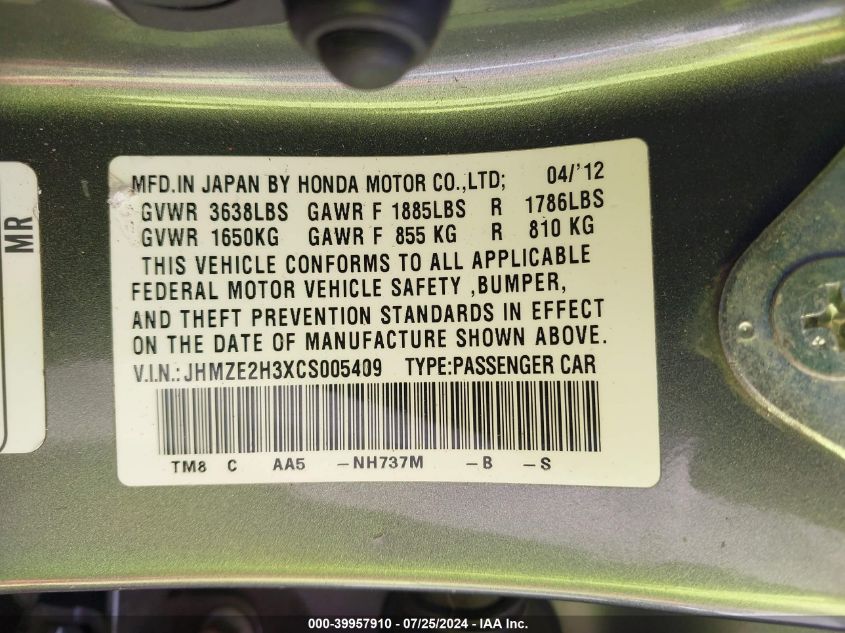 MFD.IN JAPAN BY HONDA MOTOR CO.,LTD; 04/'12
GVWR 3638LBS GAWR F 1885LBS R 1786LBS
GVWR 1650KG GAWR F 855 KG R 810 KG
THIS VEHICLE CONFORMS TO ALL APPLICABLE
FEDERAL MOTOR VEHICLE SAFETY ,BUMPER,
AND THEFT PREVENTION STANDARDS IN EFFECT
ON THE DATE OF MANUFACTURE SHOWN ABOVE.
V.I.N.: JHMZE2H3XCS005409 TYPE:PASSENGER CAR
TM8 C AA5 -NH737M -B -S
MR
000-39957910 - 07/25/2024 - IAA Inc.